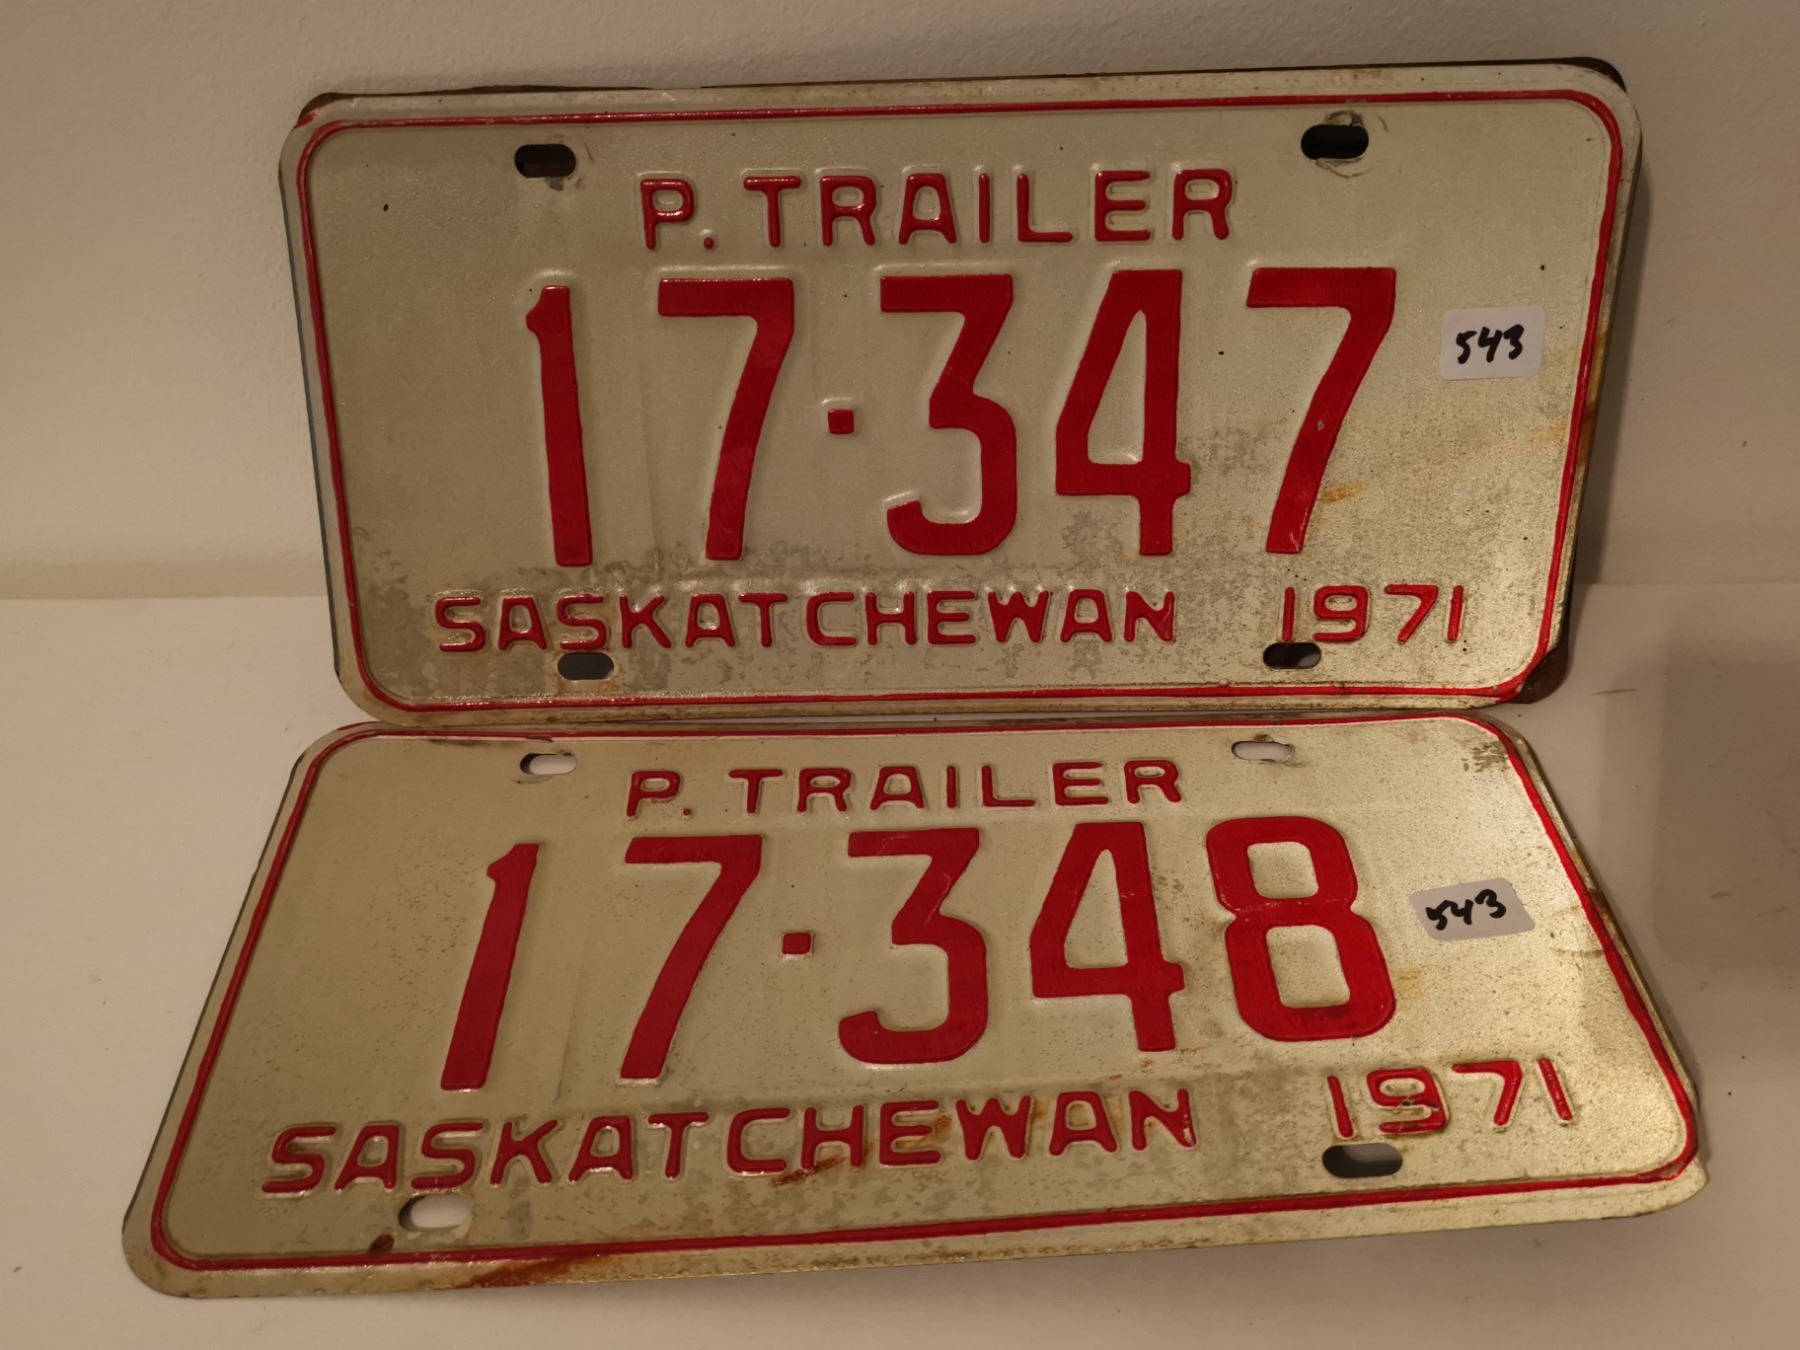 P. TRAILER
17·347
543
SASKATCHEWAN 1971
P. TRAILER
17·348
543
SASKATCHEWAN 1971